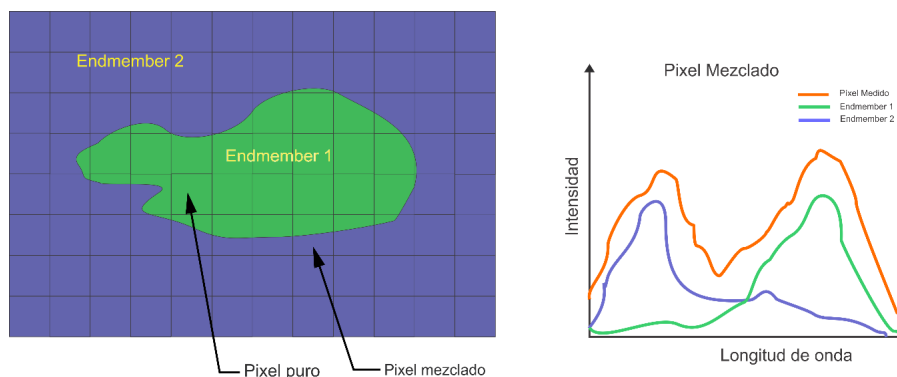 Endmember 2
Endmember 1
Pixel puro
Pixel mezclado
Pixel Mezclado
Pixel Medido
Endmember 1
Endmember 2
Intensidad
Longitud de onda